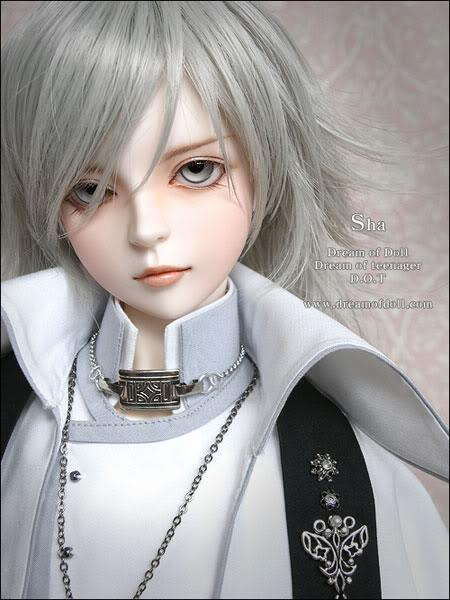 Sha
Dream of Doll
Dream of teenager
D.O.T
www.dreamofdoll.com